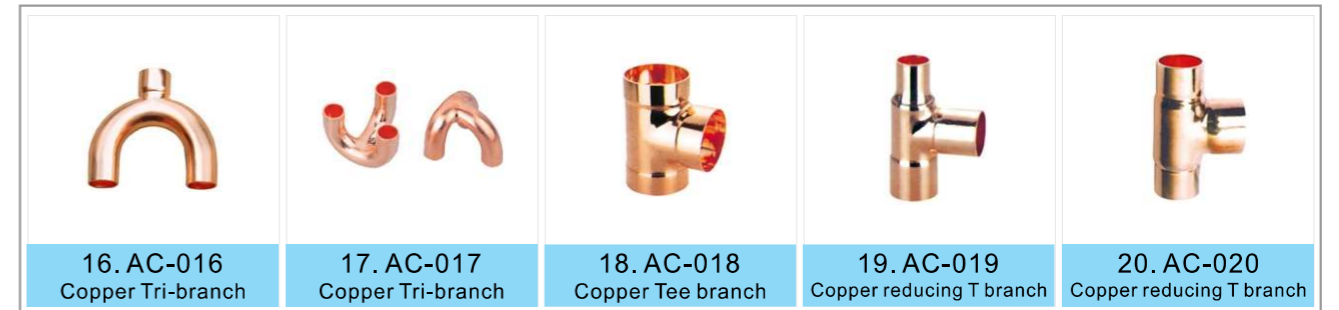 16. AC-016
Copper Tri-branch
17. AC-017
Copper Tri-branch
18. AC-018
Copper Tee branch
19. AC-019
Copper reducing T branch
20. AC-020
Copper reducing T branch